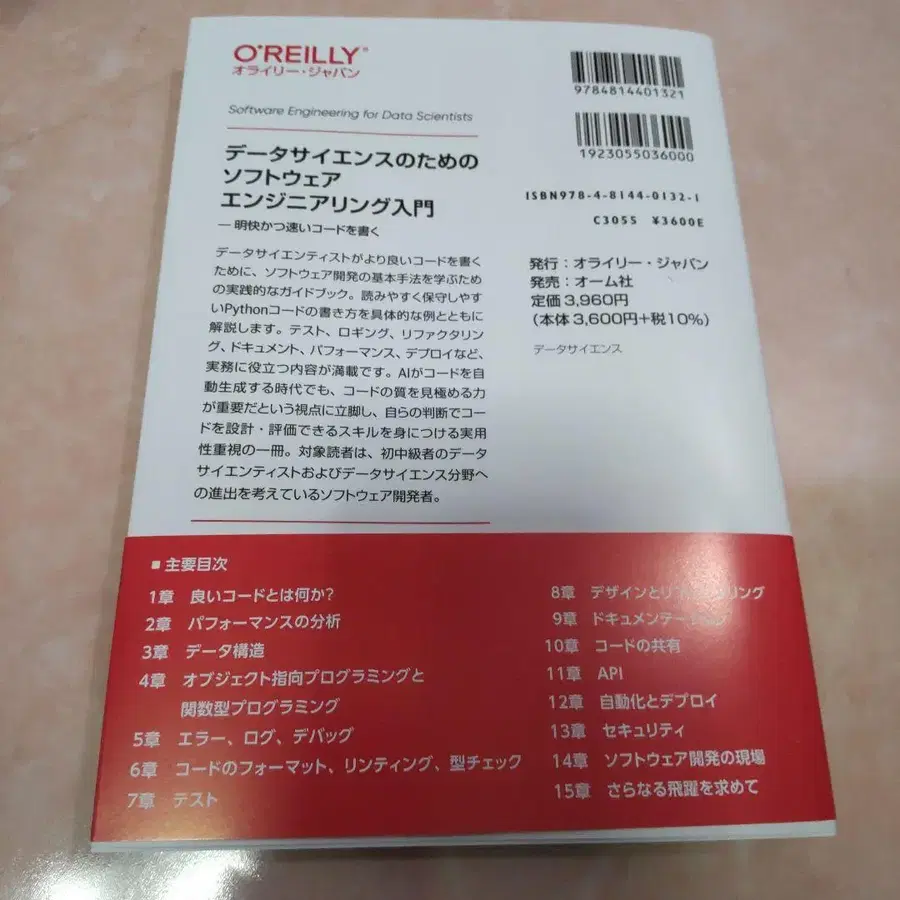 O'REILLY®
オライリー・ジャパン
Software Engineering for Data Scientists
データサイエンスのための
ソフトウェア
エンジニアリング入門
― 明快かつ速いコードを書く
データサイエンティストがより良いコードを書く
ために、ソフトウェア開発の基本手法を学ぶため
の実践的なガイドブック。読みやすく保守しやす
いPythonコードの書き方を具体的な例とともに
解説します。テスト、ロギング、リファクタリン
グ、ドキュメント、パフォーマンス、デプロイなど、
実務に役立つ内容が満載です。AIがコードを自
動生成する時代でも、コードの質を見極める力
が重要だという視点に立脚し、自らの判断でコー
ドを設計・評価できるスキルを身につける実用
性重視の一冊。対象読者は、初中級者のデータ
サイエンティストおよびデータサイエンス分野へ
の進出を考えているソフトウェア開発者。
9784814401321
1923055036000
ISBN978-4-8144-0132-1
C3055 ¥3600E
発行：オライリー・ジャパン
発売：オーム社
定価3,960円
（本体3,600円+税10%）
データサイエンス
■ 主要目次
1章 良いコードとは何か?
2章 パフォーマンスの分析
3章 データ構造
4章 オブジェクト指向プログラミングと
関数型プログラミング
5章 エラー、ログ、デバッグ
6章 コードのフォーマット、リンティング、型チェック
7章 テスト
8章 デザインとリファクタリング
9章 ドキュメンテーション
10章 コードの共有
11章 API
12章 自動化とデプロイ
13章 セキュリティ
14章 ソフトウェア開発の現場
15章 さらなる飛躍を求めて